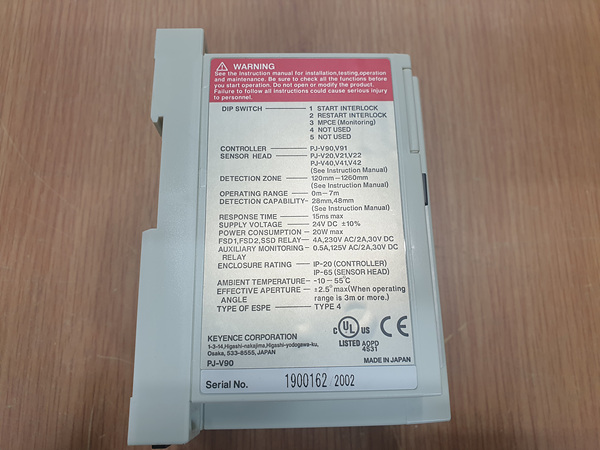 WARNING
See the Instruction manual for installation,testing,operation
and maintenance. Be sure to check all the functions before
you start operation. Do not open or modify the product.
Failure to follow all instructions could cause serious injury
to personnel.
DIP SWITCH 1 START INTERLOCK
2 RESTART INTERLOCK
3 MPCE (Monitoring)
4 NOT USED
5 NOT USED
CONTROLLER PJ-V90,V91
SENSOR HEAD PJ-V20,V21,V22
PJ-V40,V41,V42
(See Instruction Manual)
DETECTION ZONE 120mm-1260mm
(See Instruction Manual)
OPERATING RANGE 0m-7m
DETECTION CAPABILITY- 28mm,48mm
(See Instruction Manual)
RESPONSE TIME 15ms max
SUPPLY VOLTAGE 24V DC ±10%
POWER CONSUMPTION 20W max
FSD1,FSD2,SSD RELAY 4A,230V AC/2A,30V DC
AUXILIARY MONITORING 0.5A,125V AC/2A,30V DC
RELAY
ENCLOSURE RATING IP-20 (CONTROLLER)
IP-65 (SENSOR HEAD)
AMBIENT TEMPERATURE -10-55°C
EFFECTIVE APERTURE ±2.5° max(When operating
ANGLE range is 3m or more.)
TYPE OF ESPE TYPE 4
KEYENCE CORPORATION
1-3-14,Higashi-nakajima,Higashi-yodogawa-ku,
Osaka, 533-8555, JAPAN
PJ-V90
C UL US CE
LISTED AOPD
4S31
MADE IN JAPAN
Serial No. 1900162 2002